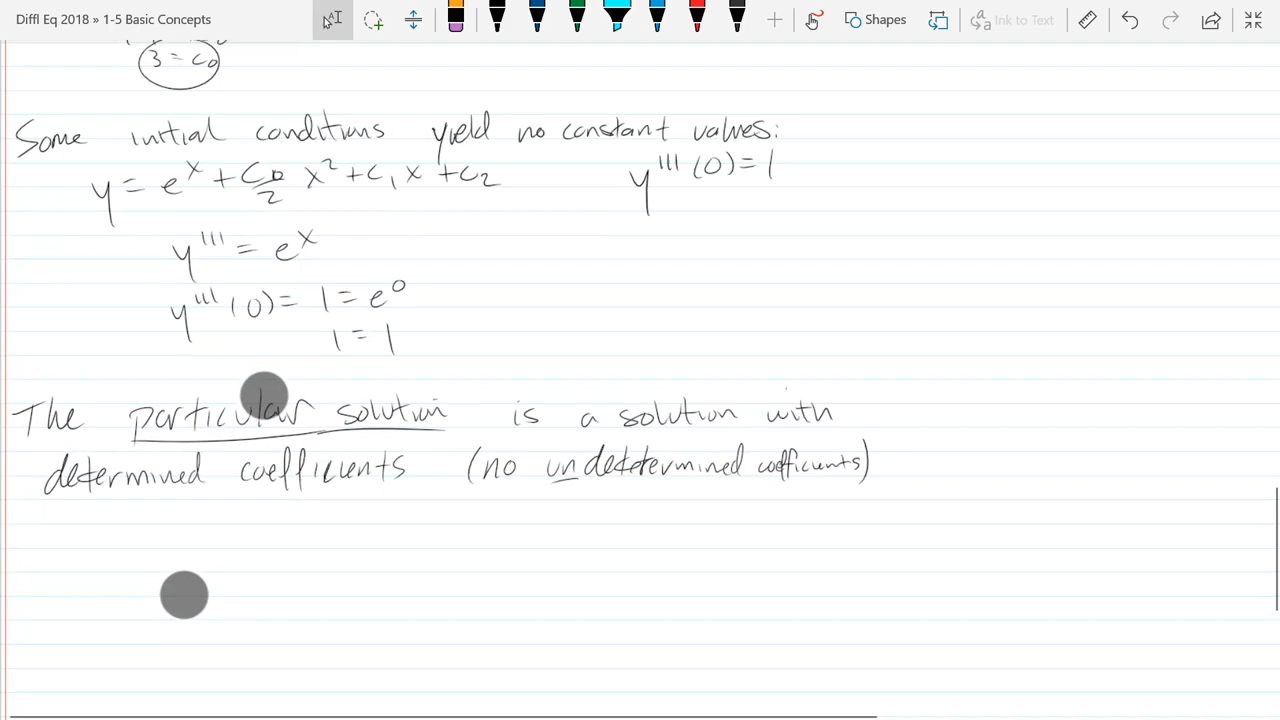 Diffl Eq 2018 » 1-5 Basic Concepts
Shapes
Ink to Text
3 = C₀
Some initial conditions yield no constant values:
y = eˣ + C₀/2 x² + C₁x + C₂
y'''(0) = 1
y''' = eˣ
y'''(0) = 1 = e⁰
1 = 1
The particular solution is a solution with
determined coefficients (no undetetermined coefficients)